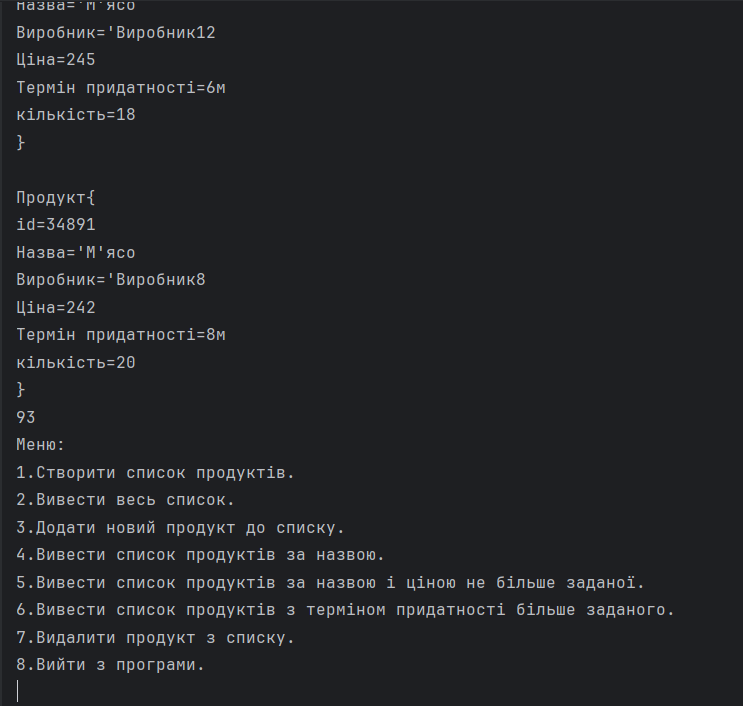 Назва='М'ясо
Виробник='Виробник12
Ціна=245
Термін придатності=6м
кількість=18
}
Продукт{
id=34891
Назва='М'ясо
Виробник='Виробник8
Ціна=242
Термін придатності=8м
кількість=20
}
93
Меню:
1.Створити список продуктів.
2.Вивести весь список.
3.Додати новий продукт до списку.
4.Вивести список продуктів за назвою.
5.Вивести список продуктів за назвою і ціною не більше заданої.
6.Вивести список продуктів з терміном придатності більше заданого.
7.Видалити продукт з списку.
8.Вийти з програми.